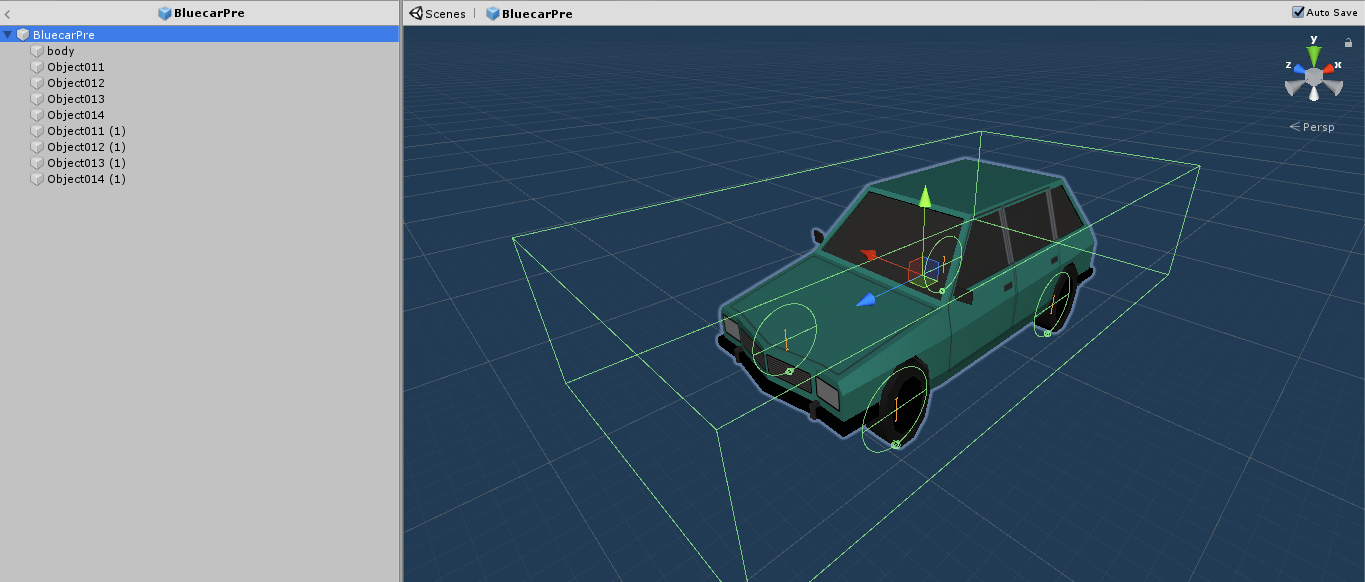 BluecarPre
BluecarPre
body
Object011
Object012
Object013
Object014
Object011 (1)
Object012 (1)
Object013 (1)
Object014 (1)
Scenes | BluecarPre
Auto Save
y
z
x
Persp